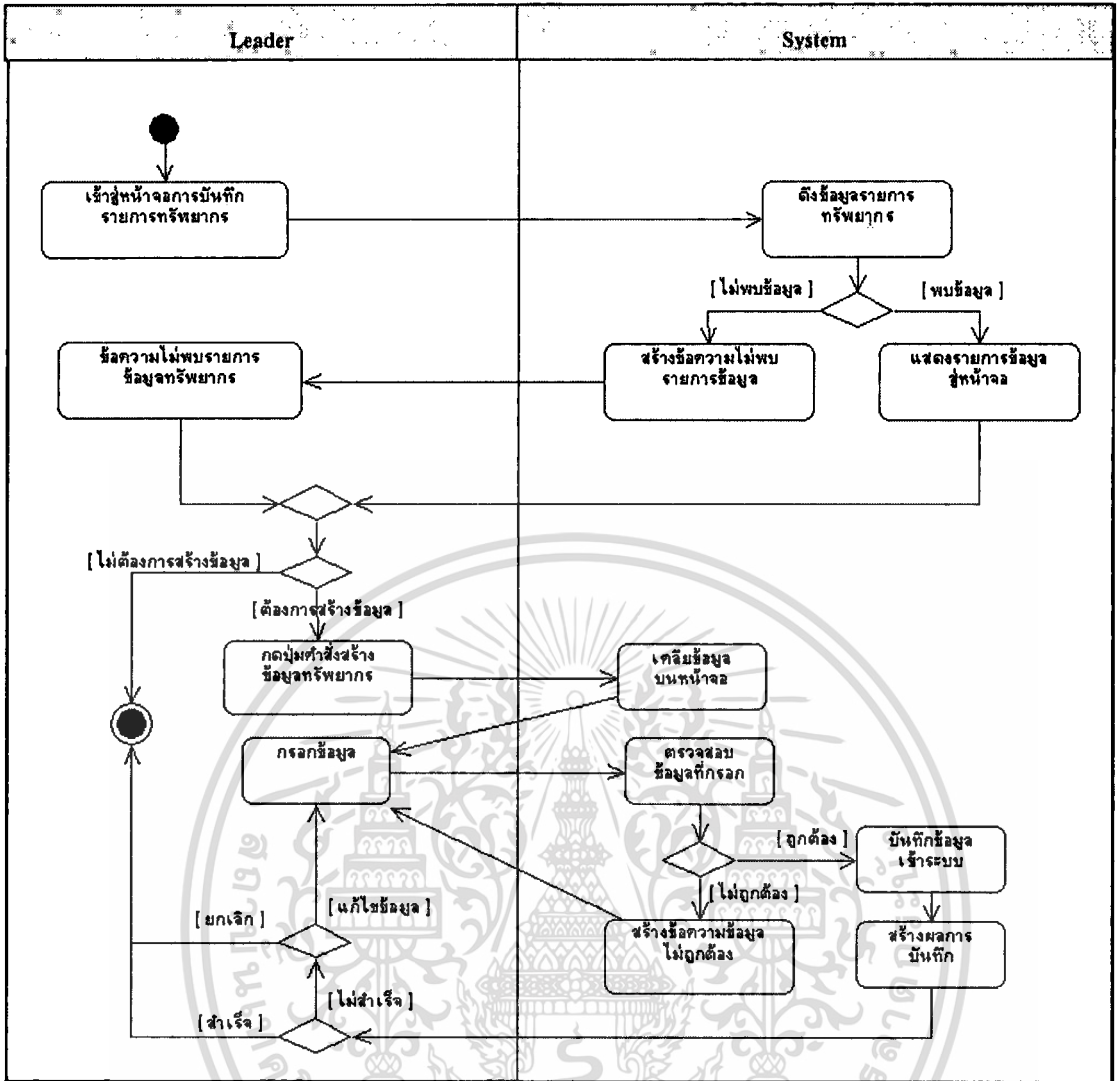 Leader
System
เข้าสู่หน้าจอการบันทึก
รายการทรัพยากร
ดึงข้อมูลรายการ
ทรัพยากร
[ ไม่พบข้อมูล ]
[ พบข้อมูล ]
ข้อความไม่พบรายการ
ข้อมูลทรัพยากร
สร้างข้อความไม่พบ
รายการข้อมูล
แสดงรายการข้อมูล
สู่หน้าจอ
[ ไม่ต้องการสร้างข้อมูล ]
[ ต้องการสร้างข้อมูล ]
กดปุ่มคำสั่งสร้าง
ข้อมูลทรัพยากร
เคลียข้อมูล
บนหน้าจอ
กรอกข้อมูล
ตรวจสอบ
ข้อมูลที่กรอก
[ ถูกต้อง ]
บันทึกข้อมูล
เข้าระบบ
[ ไม่ถูกต้อง ]
[ ยกเลิก ]
[ แก้ไขข้อมูล ]
สร้างข้อความข้อมูล
ไม่ถูกต้อง
สร้างผลการ
บันทึก
[ ไม่สำเร็จ ]
[ สำเร็จ ]